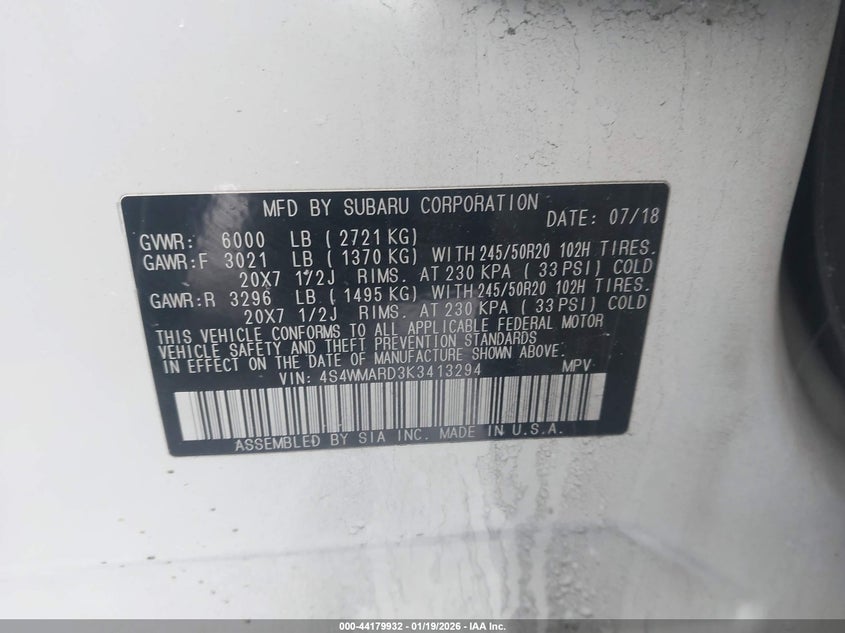 MFD BY SUBARU CORPORATION DATE: 07/18
GVWR: 6000 LB ( 2721 KG)
GAWR:F 3021 LB ( 1370 KG) WITH 245/50R20 102H TIRES.
20X7 1/2J RIMS. AT 230 KPA ( 33 PSI) COLD
GAWR:R 3296 LB ( 1495 KG) WITH 245/50R20 102H TIRES.
20X7 1/2J RIMS. AT 230 KPA ( 33 PSI) COLD
THIS VEHICLE CONFORMS TO ALL APPLICABLE FEDERAL MOTOR
VEHICLE SAFETY AND THEFT PREVENTION STANDARDS
IN EFFECT ON THE DATE OF MANUFACTURE SHOWN ABOVE.
VIN: 4S4WMARD3K3413294 MPV
ASSEMBLED BY SIA INC. MADE IN U.S.A.
000-44179932 - 01/19/2026 - IAA Inc.